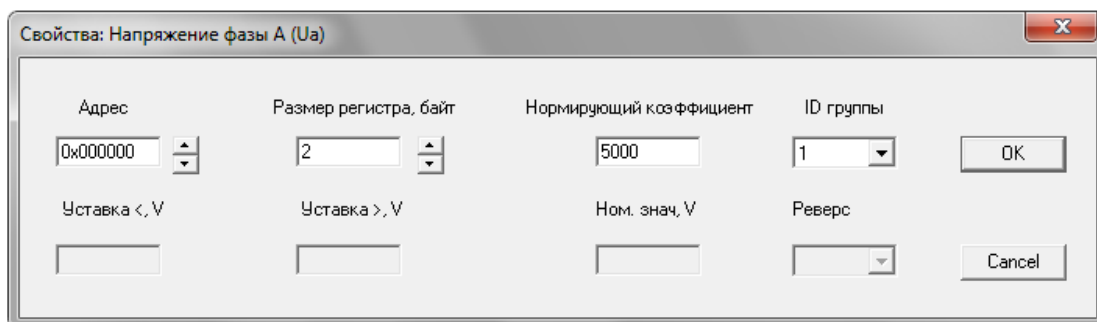 Свойства: Напряжение фазы A (Ua)
Адрес Размер регистра, байт Нормирующий коэффициент ID группы
0x000000 2 5000 1 OK
Уставка <, V Уставка >, V Ном. знач, V Реверс
Cancel